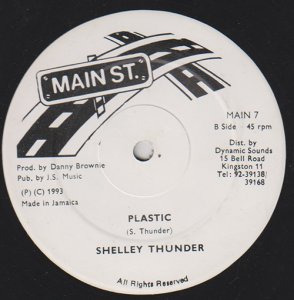 MAIN ST.
MAIN 7
B Side 45 rpm
Prod. by Danny Brownie
Pub, by J.S. Music
(P) (C) 1993
Made in Jamaica
Dist. by
Dynamic Sounds
15 Bell Road
Kingston 11
Tel: 92-39138/
39168
PLASTIC
(S. Thunder)
SHELLEY THUNDER
All Rights Reserved